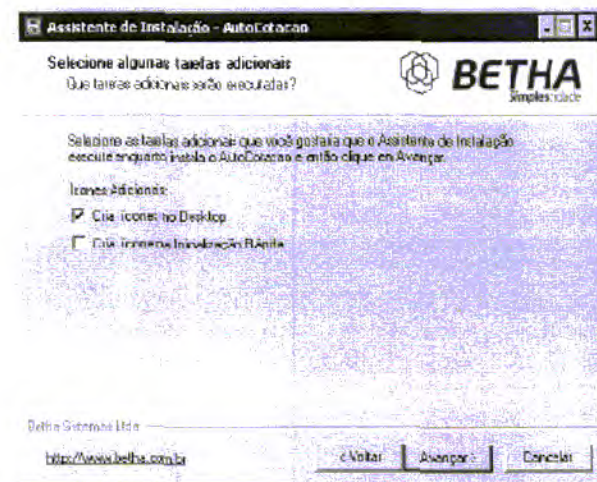 Assistente de Instalação - AutoCotacao
Selecione algumas tarefas adicionais
Que tarefas adicionais serão executadas?
BETHA
Simplesmente
Selecione as tarefas adicionais que você gostaria que o Assistente de Instalação
execute enquanto instala o AutoCotacao e então clique em Avançar.
Ícones Adicionais:
Criar ícones no Desktop
Criar ícone na Inicialização Rápida
Betha Sistemas Ltda
http://www.betha.com.br
< Voltar
Avançar >
Cancelar